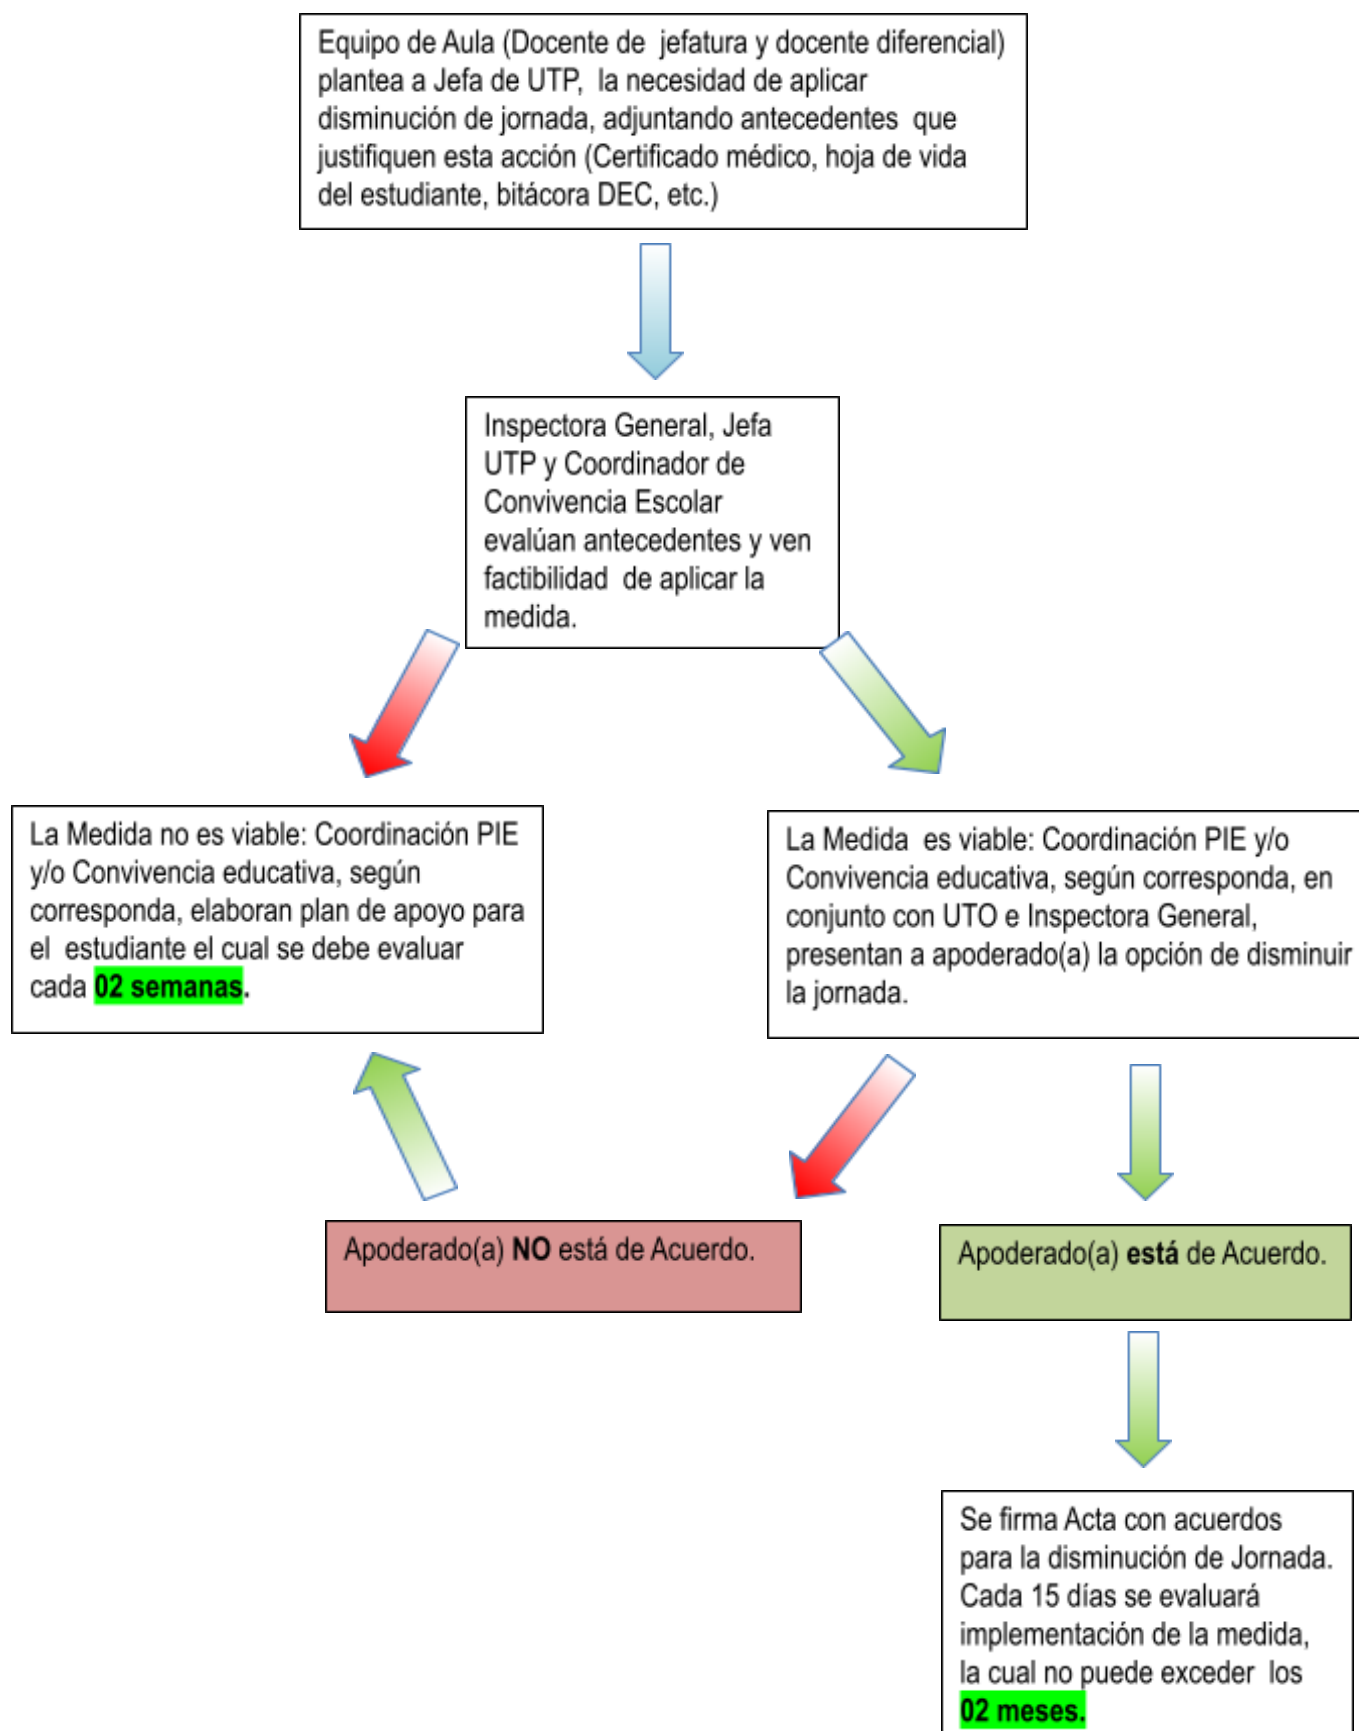 Equipo de Aula (Docente de jefatura y docente diferencial)
plantea a Jefa de UTP, la necesidad de aplicar
disminución de jornada, adjuntando antecedentes que
justifiquen esta acción (Certificado médico, hoja de vida
del estudiante, bitácora DEC, etc.)
Inspectora General, Jefa
UTP y Coordinador de
Convivencia Escolar
evalúan antecedentes y ven
factibilidad de aplicar la
medida.
La Medida no es viable: Coordinación PIE
y/o Convivencia educativa, según
corresponda, elaboran plan de apoyo para
el estudiante el cual se debe evaluar
cada 02 semanas.
La Medida es viable: Coordinación PIE y/o
Convivencia educativa, según corresponda, en
conjunto con UTO e Inspectora General,
presentan a apoderado(a) la opción de disminuir
la jornada.
Apoderado(a) NO está de Acuerdo.
Apoderado(a) está de Acuerdo.
Se firma Acta con acuerdos
para la disminución de Jornada.
Cada 15 días se evaluará
implementación de la medida,
la cual no puede exceder los
02 meses.